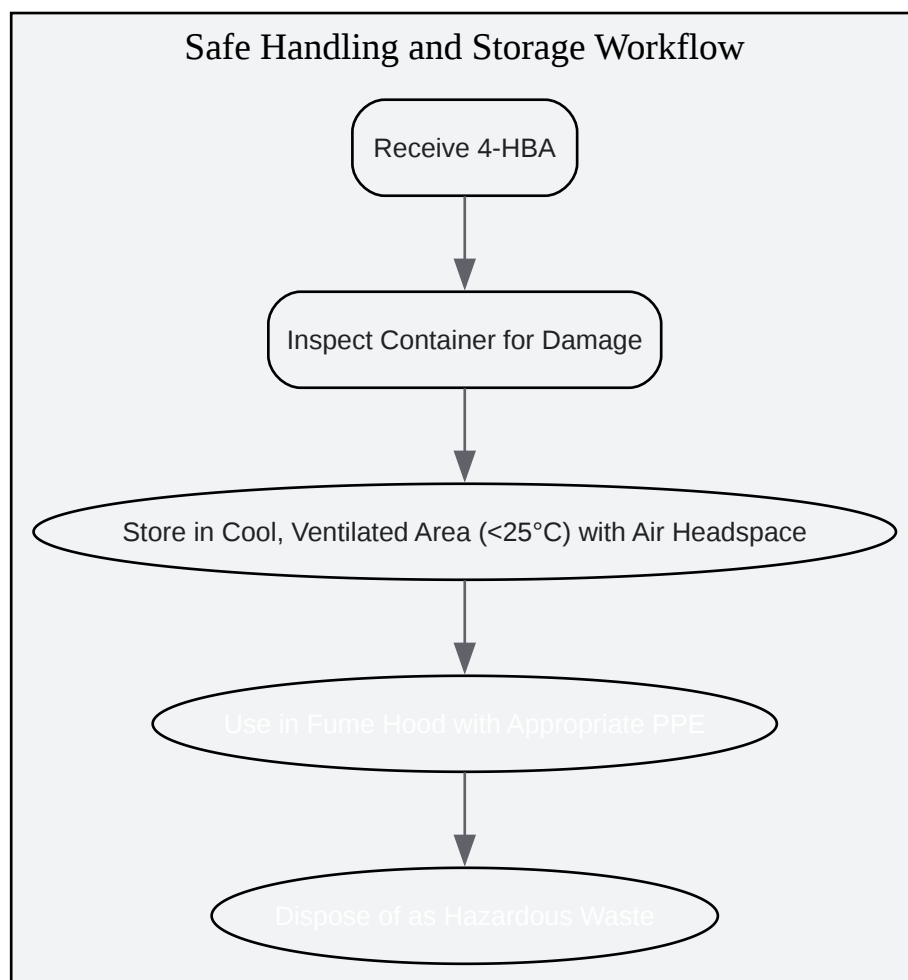 Safe Handling and Storage Workflow
Receive 4-HBA
Inspect Container for Damage
Store in Cool, Ventilated Area (<25°C) with Air Headspace
Use in Fume Hood with Appropriate PPE
Dispose of as Hazardous Waste